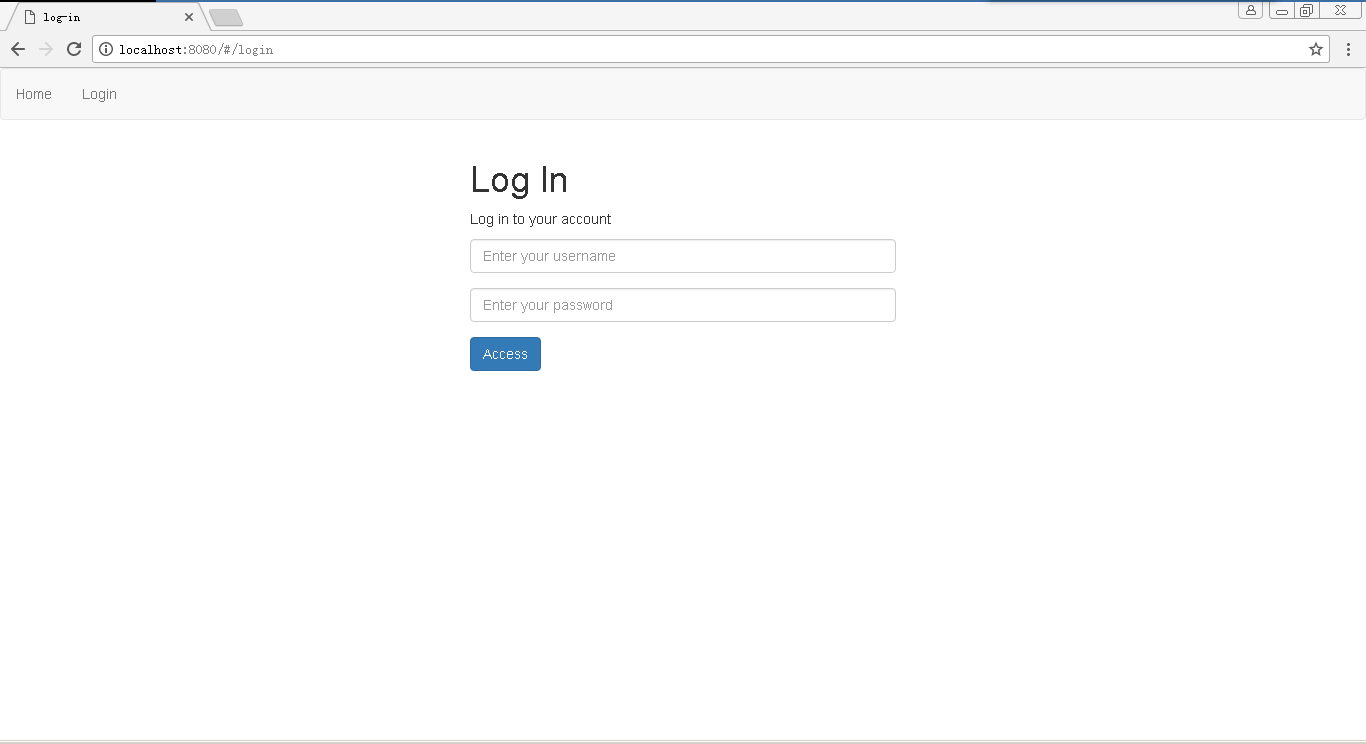 log-in
localhost:8080/#/login
Home Login
Log In
Log in to your account
Enter your username
Enter your password
Access